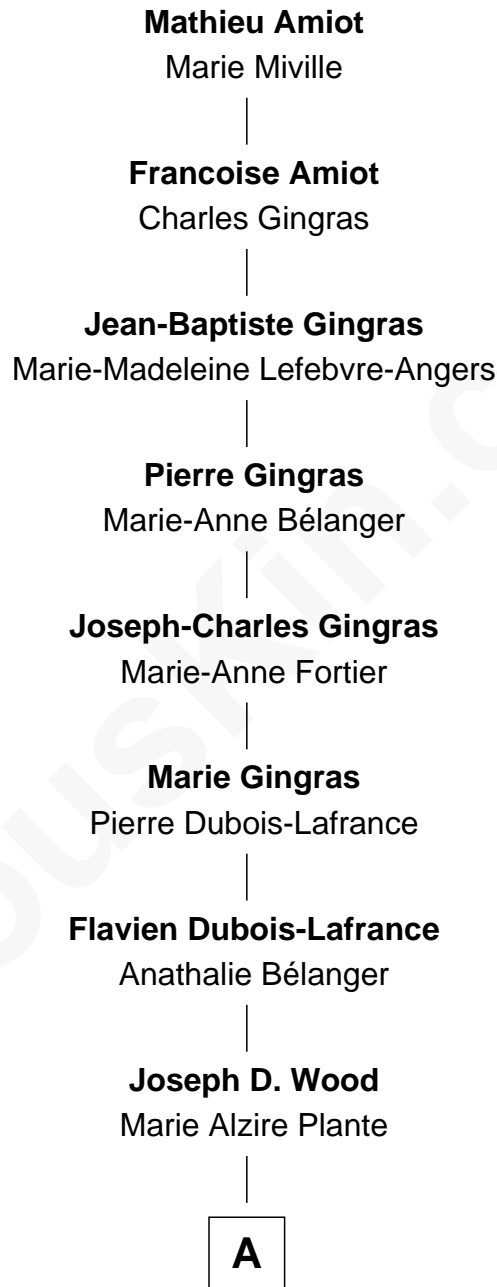 Mathieu Amiot
Marie Miville
Francoise Amiot
Charles Gingras
Jean-Baptiste Gingras
Marie-Madeleine Lefebvre-Angers
Pierre Gingras
Marie-Anne Bélanger
Joseph-Charles Gingras
Marie-Anne Fortier
Marie Gingras
Pierre Dubois-Lafrance
Flavien Dubois-Lafrance
Anathalie Bélanger
Joseph D. Wood
Marie Alzire Plante
A